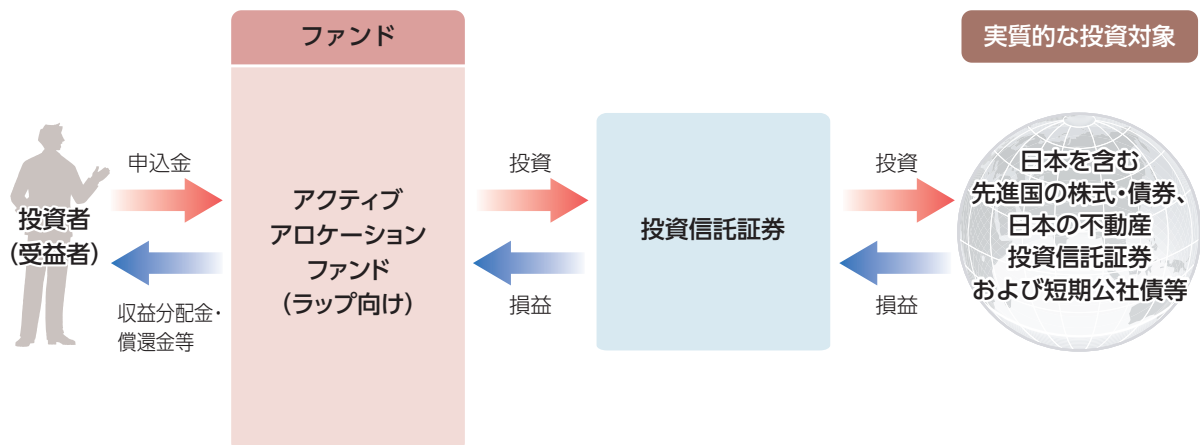 ファンド
実質的な投資対象
投資者
(受益者)
申込金
収益分配金・
償還金等
アクティブ
アロケーション
ファンド
(ラップ向け)
投資
損益
投資信託証券
投資
損益
日本を含む
先進国の株式・債券、
日本の不動産
投資信託証券
および短期公社債等